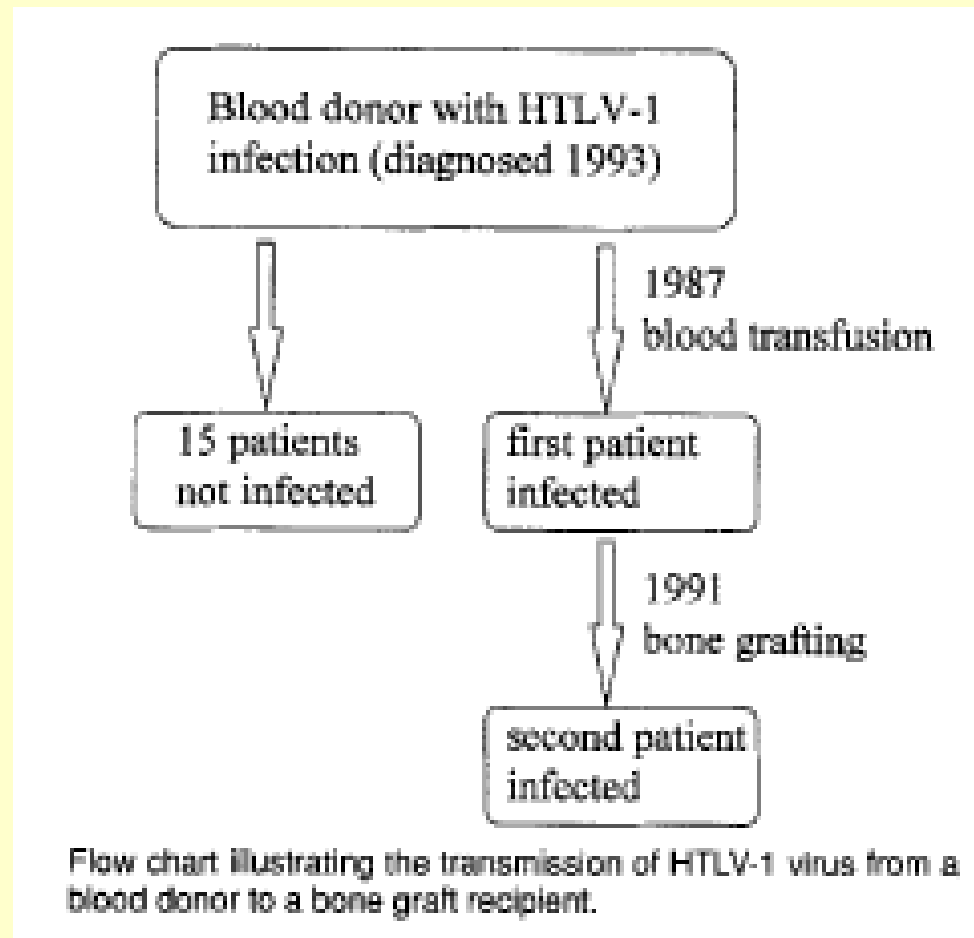 Blood donor with HTLV-1
infection (diagnosed 1993)
1987
blood transfusion
15 patients
not infected
first patient
infected
1991
bone grafting
second patient
infected
Flow chart illustrating the transmission of HTLV-1 virus from a
blood donor to a bone graft recipient.